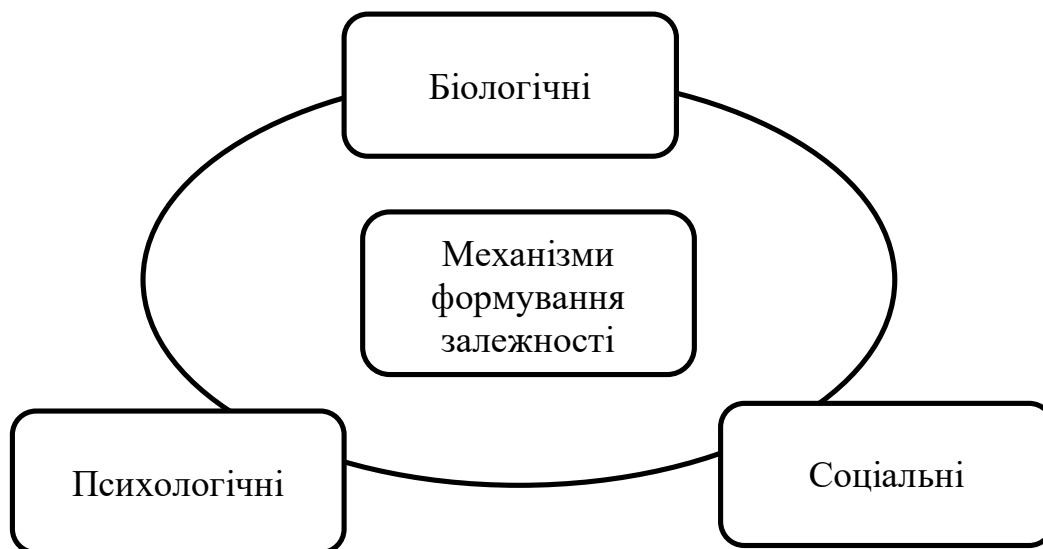 Біологічні
Механізми
формування
залежності
Психологічні
Соціальні